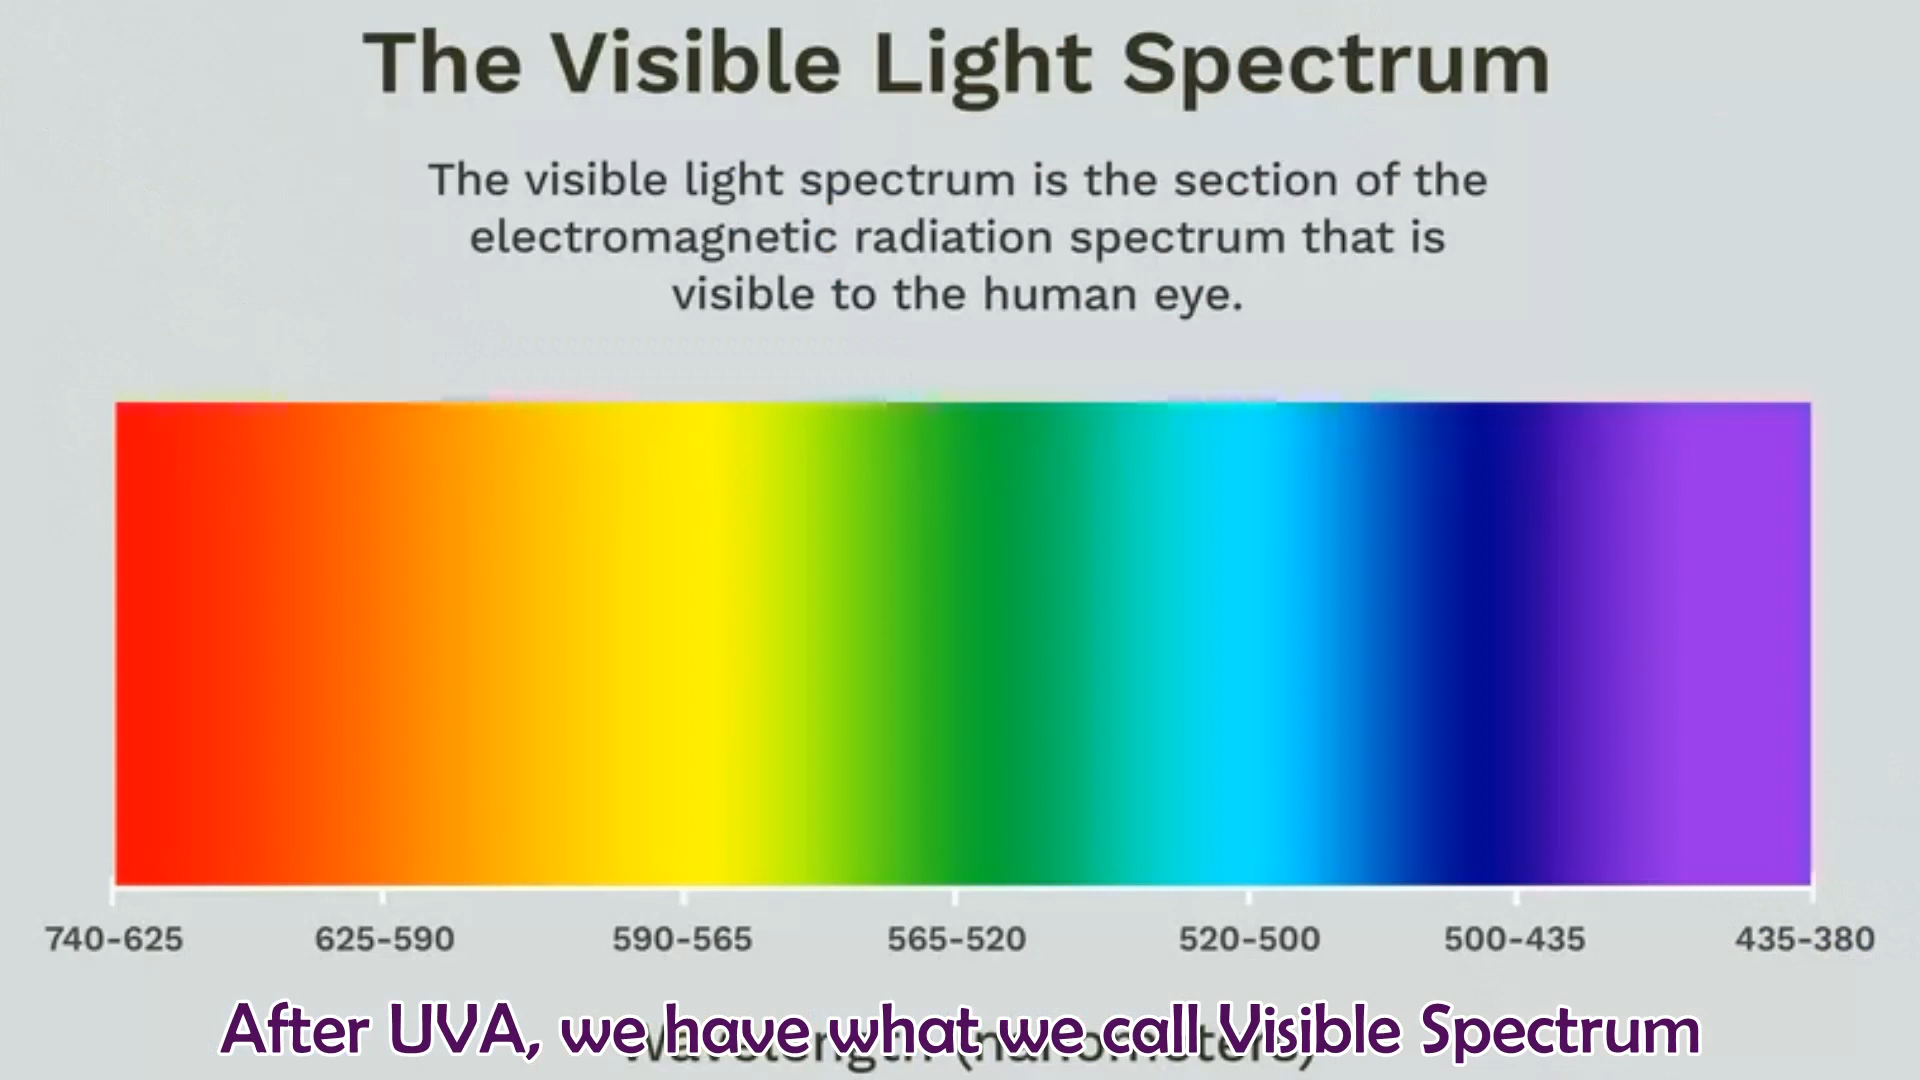 The Visible Light Spectrum
The visible light spectrum is the section of the
electromagnetic radiation spectrum that is
visible to the human eye.
740-625 625-590 590-565 565-520 520-500 500-435 435-380
After UVA, we have what we call Visible Spectrum
Wavelength (nanometers)